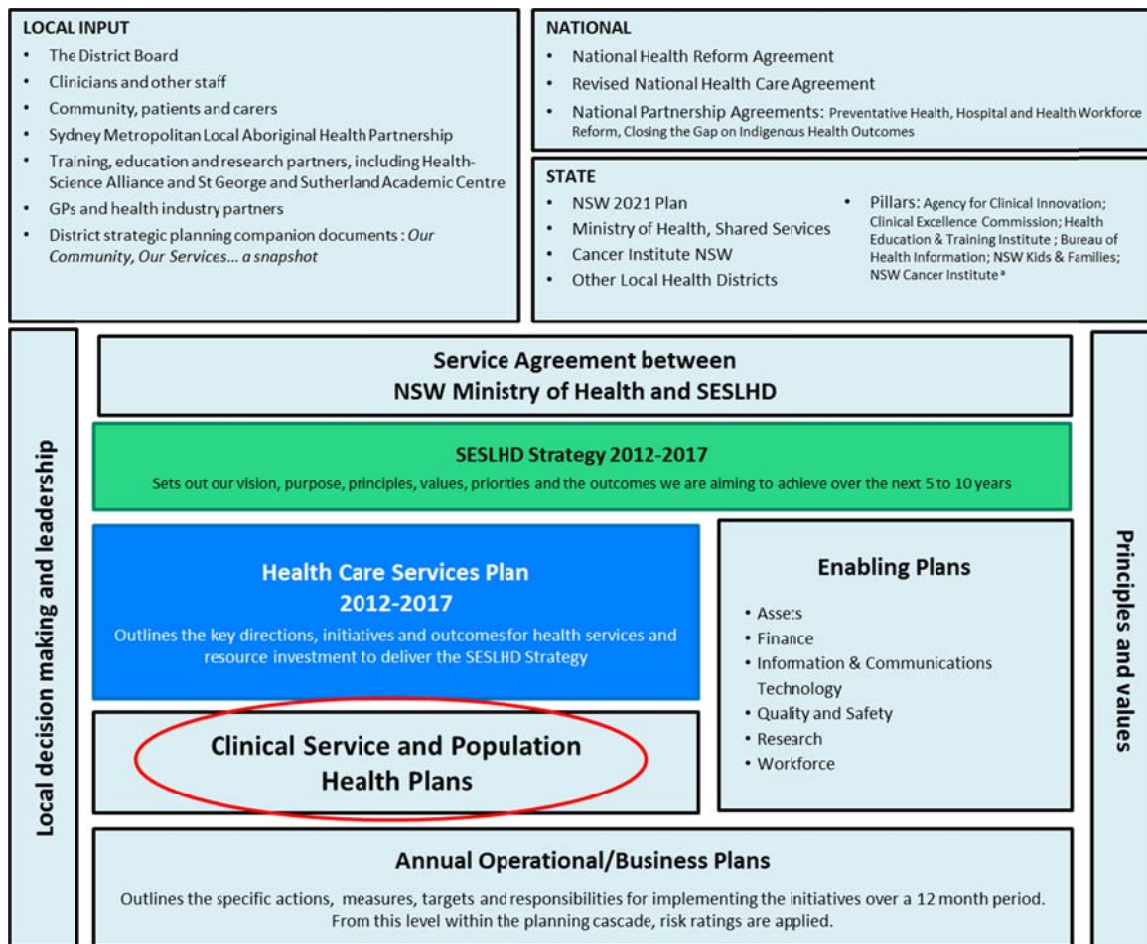 LOCAL INPUT
• The District Board
• Clinicians and other staff
• Community, patients and carers
• Sydney Metropolitan Local Aboriginal Health Partnership
• Training, education and research partners, including Health-
Science Alliance and St George and Sutherland Academic Centre
• GPs and health industry partners
• District strategic planning companion documents : Our
Community, Our Services... a snapshot
NATIONAL
• National Health Reform Agreement
• Revised National Health Care Agreement
• National Partnership Agreements: Preventative Health, Hospital and Health Workforce
Reform, Closing the Gap on Indigenous Health Outcomes
STATE
• NSW 2021 Plan
• Ministry of Health, Shared Services
• Cancer Institute NSW
• Other Local Health Districts
• Pillars: Agency for Clinical Innovation;
Clinical Excellence Commission; Health
Education & Training Institute ; Bureau of
Health Information; NSW Kids & Families;
NSW Cancer Institute ª
Local decision making and leadership
Service Agreement between
NSW Ministry of Health and SESLHD
SESLHD Strategy 2012-2017
Sets out our vision, purpose, principles, values, priorities and the outcomes we are aiming to achieve over the next 5 to 10 years
Health Care Services Plan
2012-2017
Outlines the key directions, initiatives and outcomesfor health services and
resource investment to deliver the SESLHD Strategy
Clinical Service and Population
Health Plans
Enabling Plans
• Assets
• Finance
• Information & Communications
Technology
• Quality and Safety
• Research
• Workforce
Annual Operational/Business Plans
Outlines the specific actions, measures, targets and responsibilities for implementing the initiatives over a 12 month period.
From this level within the planning cascade, risk ratings are applied.
Principles and values